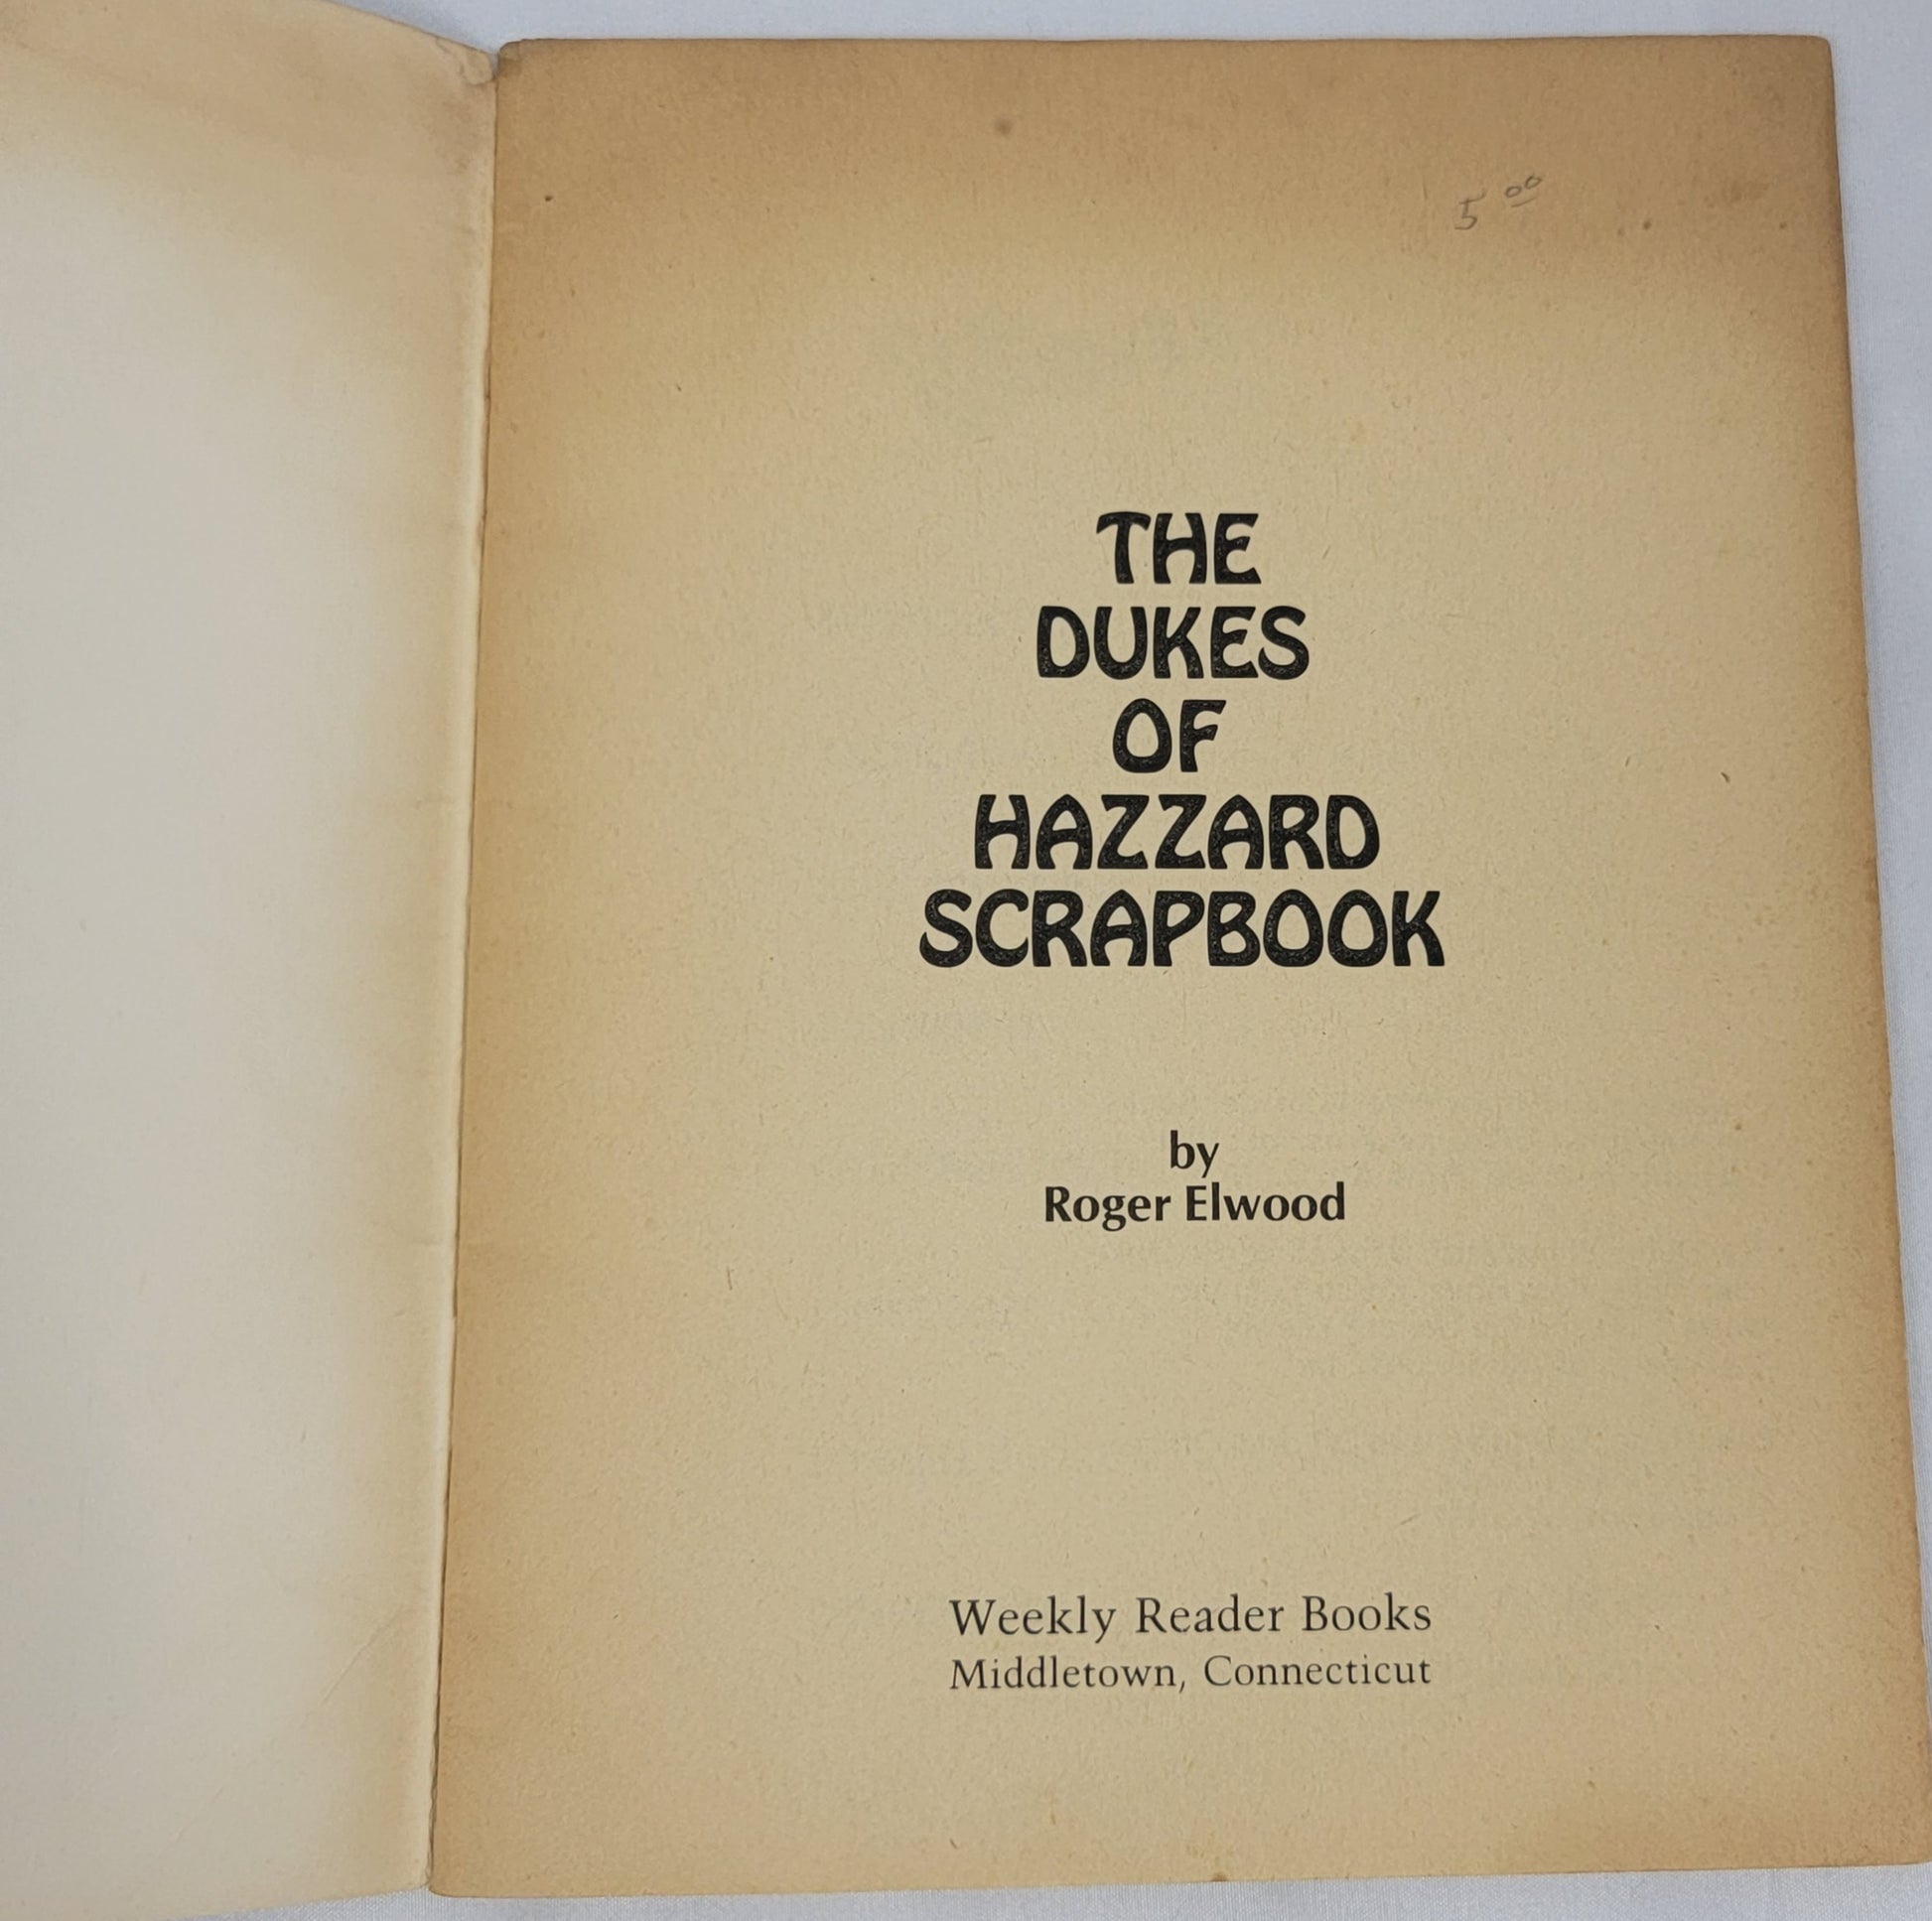 5 00
THE
DUKES
OF
HAZZARD
SCRAPBOOK
by
Roger Elwood
Weekly Reader Books
Middletown, Connecticut